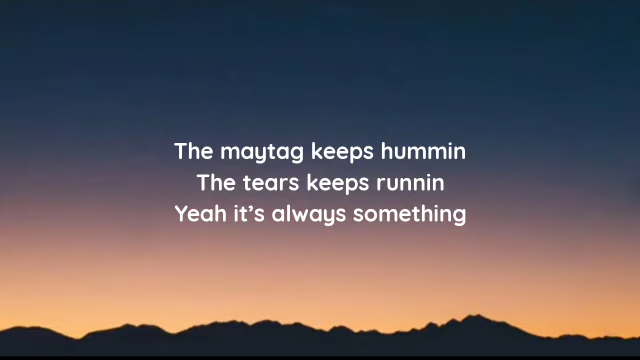 The maytag keeps hummin
The tears keeps runnin
Yeah it’s always something